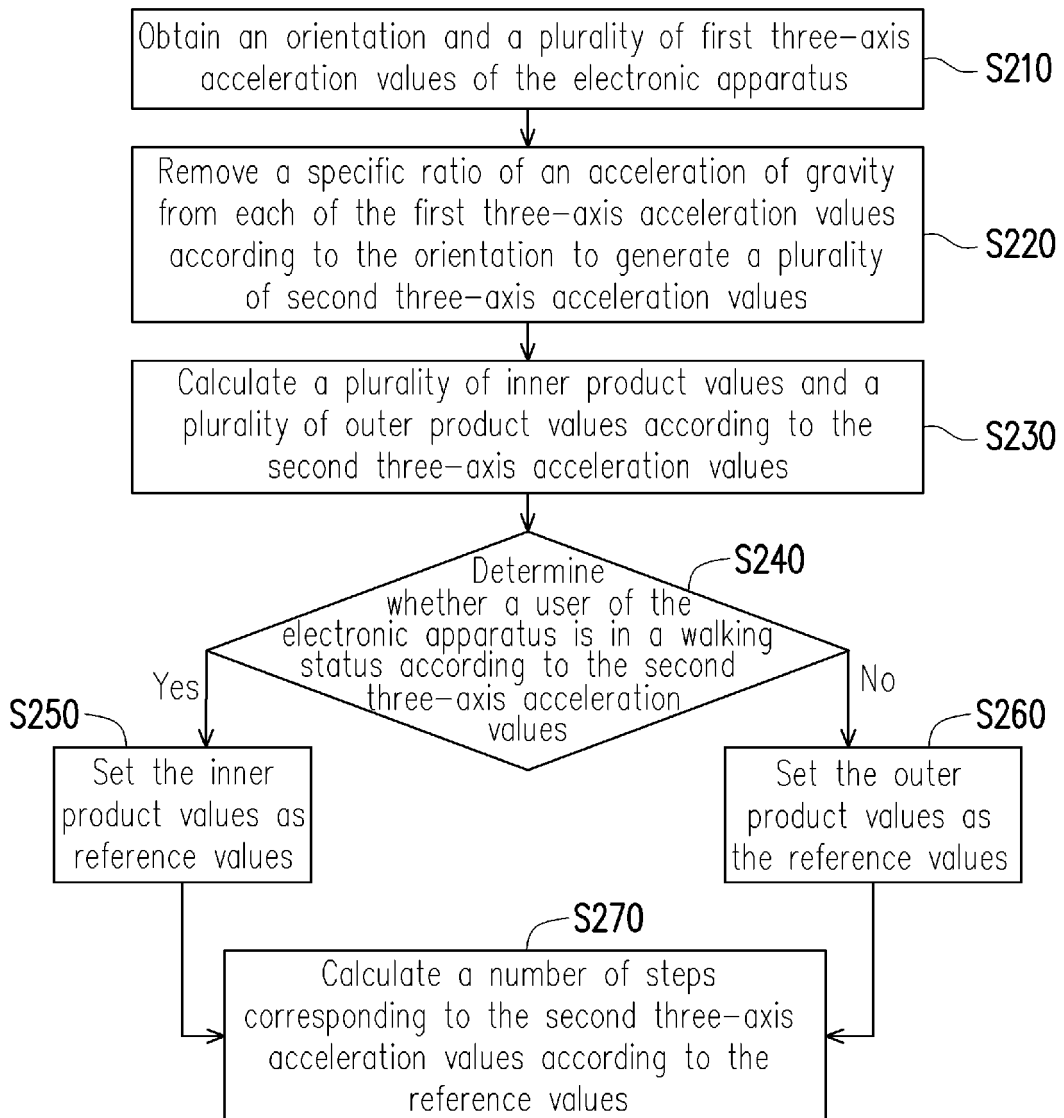 Obtain an orientation and a plurality of first three-axis
acceleration values of the electronic apparatus
S210
Remove a specific ratio of an acceleration of gravity
from each of the first three-axis acceleration values
according to the orientation to generate a plurality
of second three-axis acceleration values
S220
Calculate a plurality of inner product values and a
plurality of outer product values according to the
second three-axis acceleration values
S230
S240
Determine
whether a user of the
electronic apparatus is in a walking
status according to the second
three-axis acceleration
values
Yes
No
S250
Set the inner
product values as
reference values
S260
Set the outer
product values as
the reference values
S270
Calculate a number of steps
corresponding to the second three-axis
acceleration values according to the
reference values